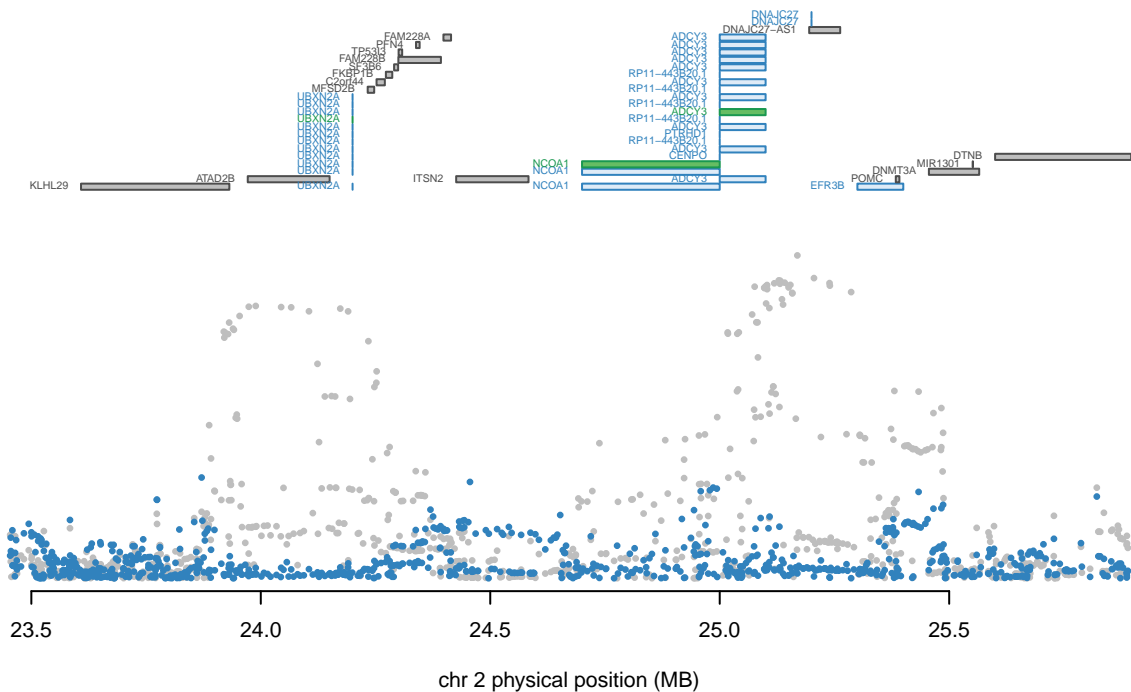 DNAJC27
DNAJC27
DNAJC27−AS1
FAM228A
ADCY3
PFN4
ADCY3
TP53I3
ADCY3
FAM228B
ADCY3
SF3B6
ADCY3
FKBP1B
RP11−443B20.1
C2orf44
ADCY3
MFSD2B
RP11−443B20.1
UBXN2A
ADCY3
UBXN2A
RP11−443B20.1
UBXN2A
ADCY3
UBXN2A
RP11−443B20.1
UBXN2A
ADCY3
UBXN2A
PTRHD1
UBXN2A
RP11−443B20.1
UBXN2A
ADCY3
UBXN2A
CENPO
DTNB
UBXN2A
NCOA1
MIR1301
UBXN2A
NCOA1
DNMT3A
ATAD2B
ITSN2
ADCY3
POMC
KLHL29
UBXN2A
NCOA1
EFR3B
23.5 24.0 24.5 25.0 25.5
chr 2 physical position (MB)